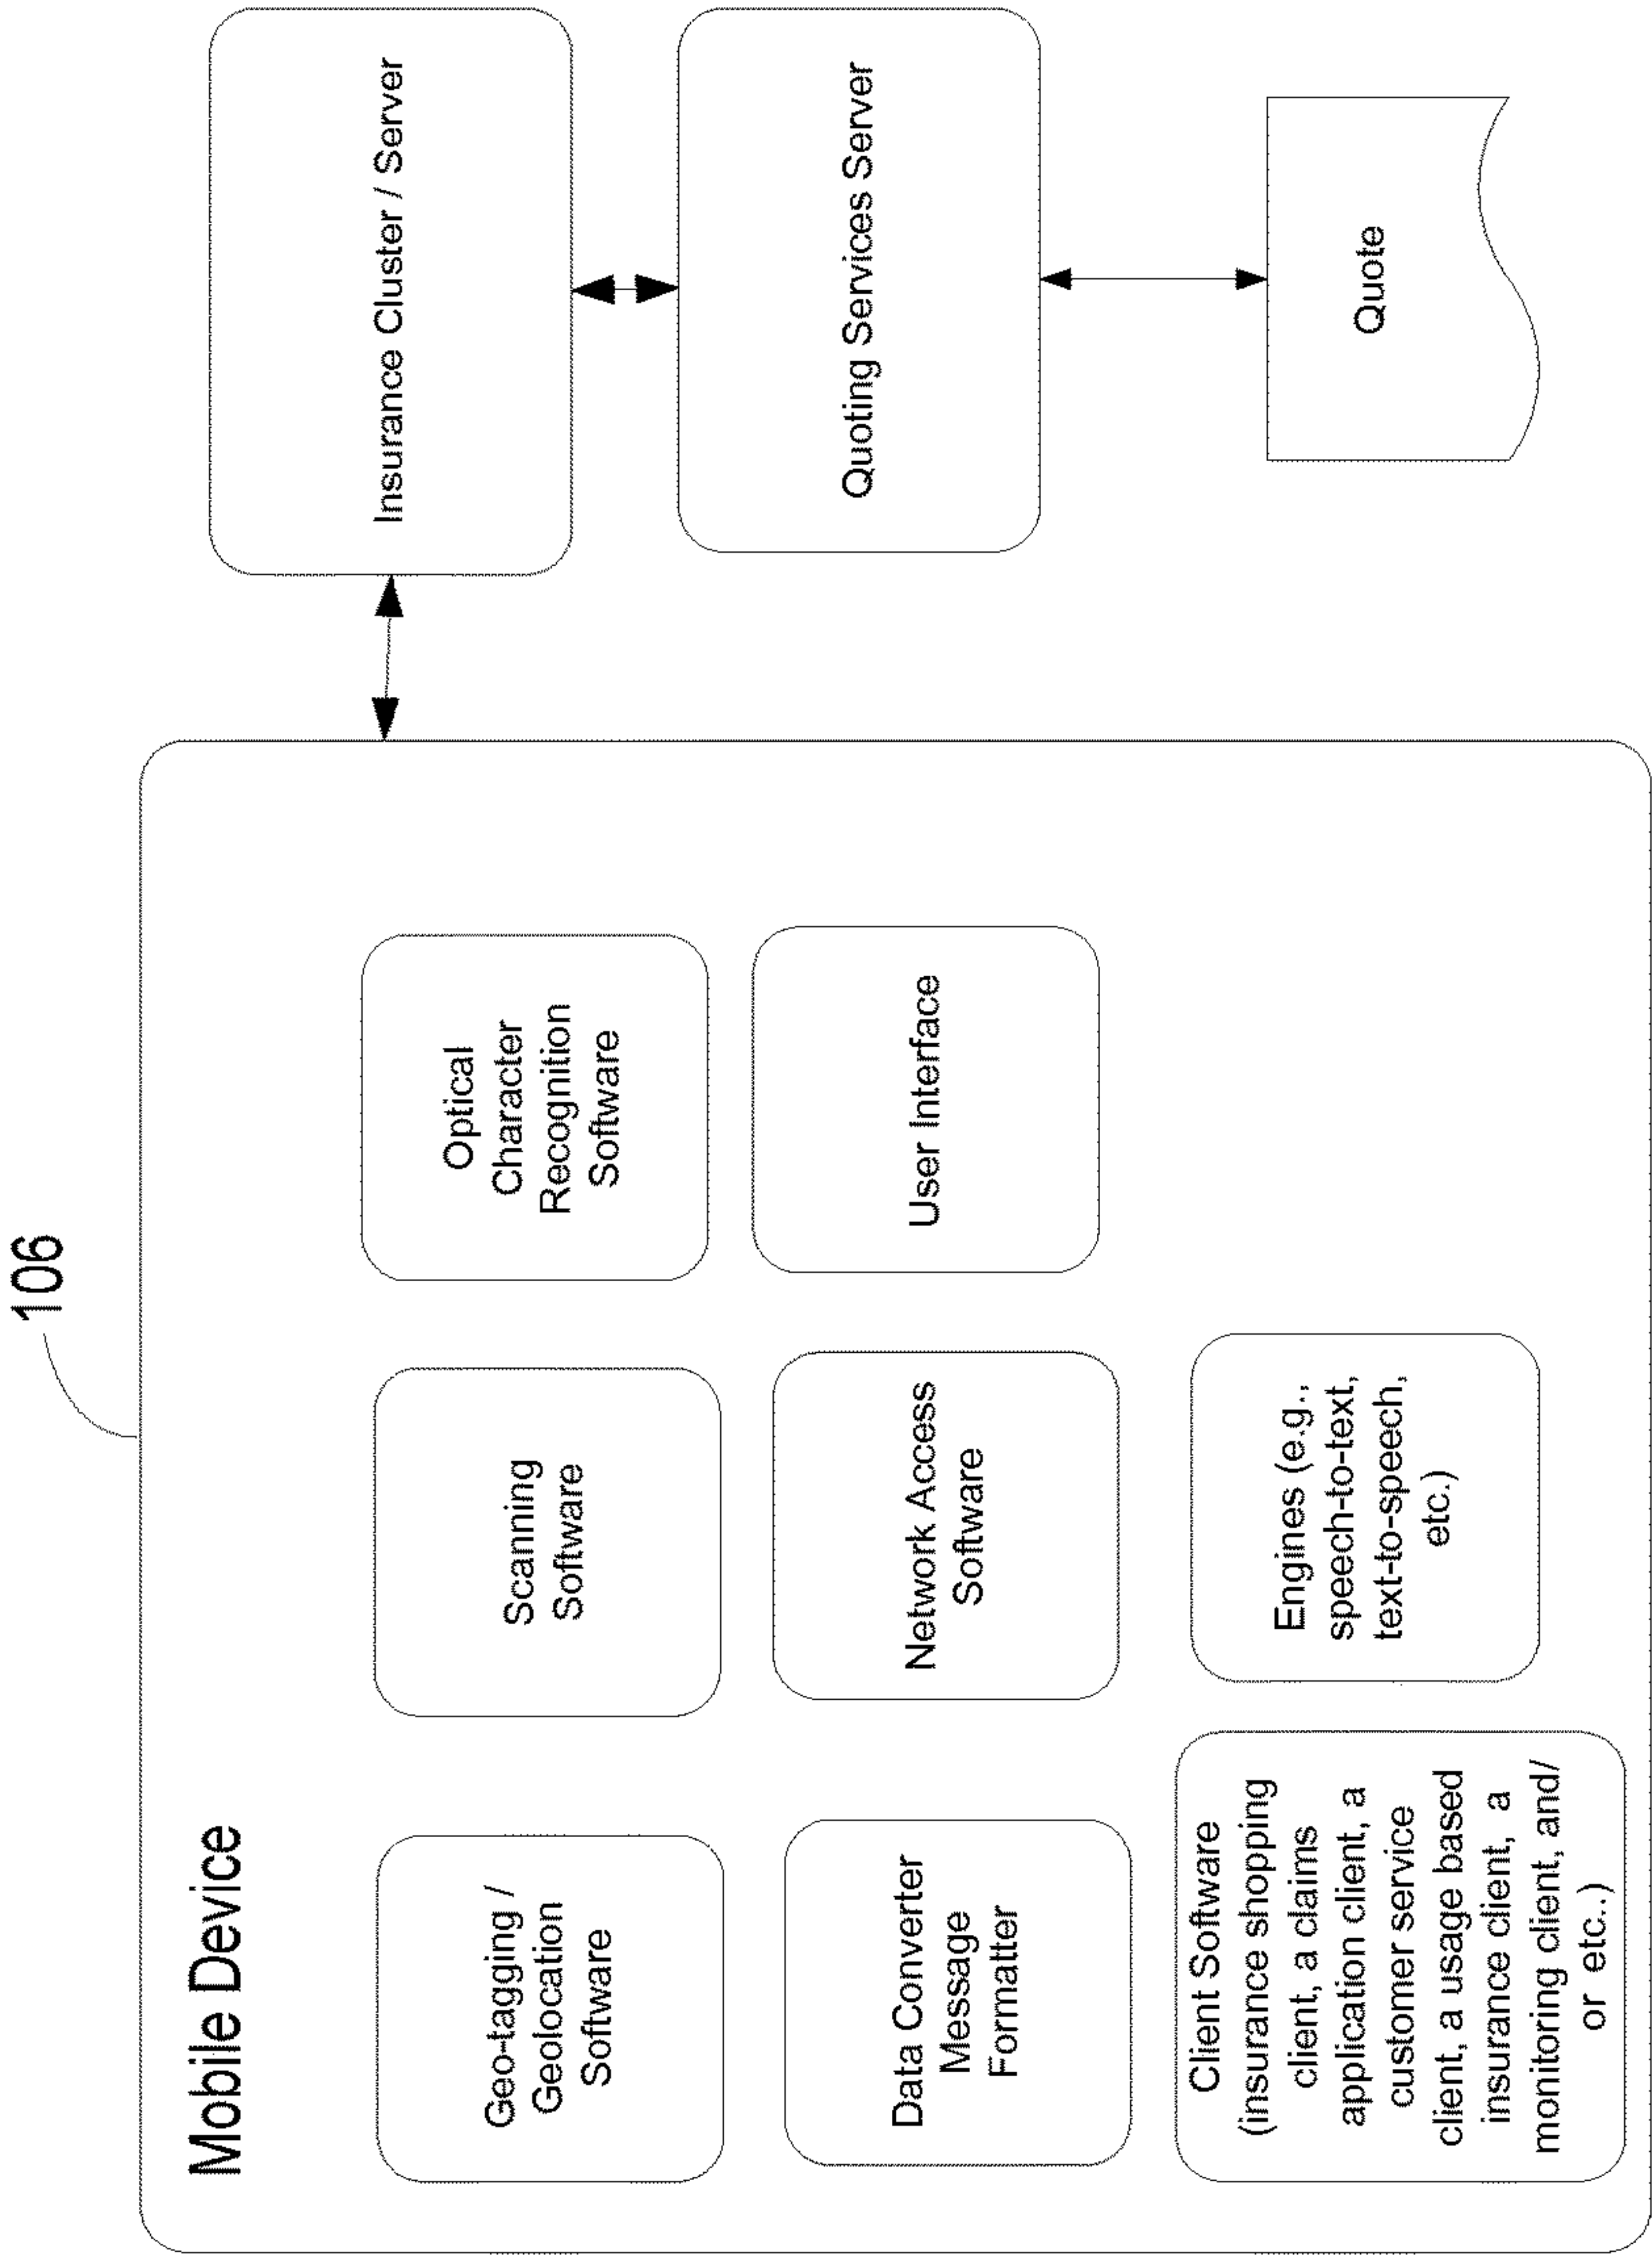 106
Mobile Device
Geo-tagging /
Geolocation
Software
Scanning
Software
Optical
Character
Recognition
Software
Data Converter
Message
Formatter
Network Access
Software
User Interface
Client Software
(insurance shopping
client, a claims
application client, a
customer service
client, a usage based
insurance client, a
monitoring client, and/
or etc..)
Engines (e.g.,
speech-to-text,
text-to-speech,
etc.)
Insurance Cluster / Server
Quoting Services Server
Quote